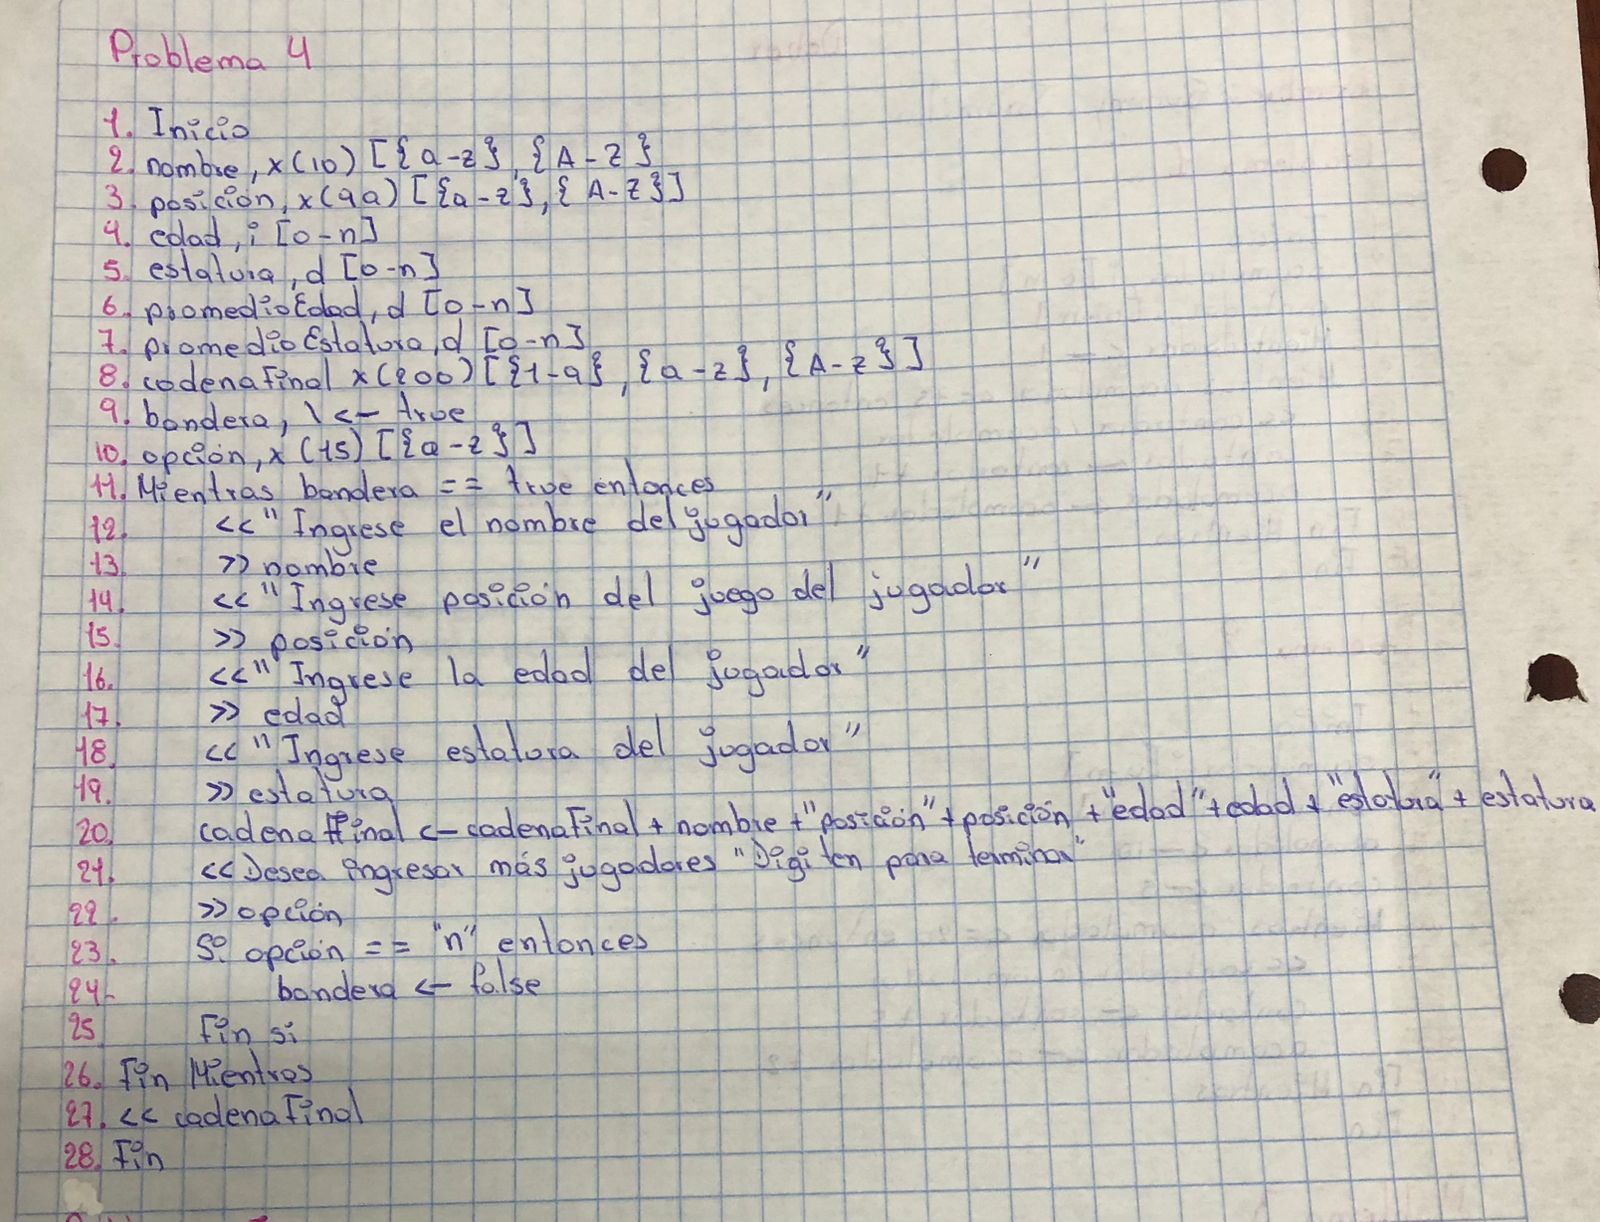 Problema 4
1. Inicio
2. nombre, x(10) [{a-z}, {A-Z}
3. posición, x(99) [{a-z}, {A-Z}]
4. edad, i [0-n]
5. estatura, d [0-n]
6. promedioEdad, d [0-n]
7. promedioEstatura, d [0-n]
8. cadenaFinal x(200) [{1-9}, {a-z}, {A-z}]
9. bandera, l <- true
10. opción, x (15) [{a-z}]
11. Mientras bandera == true entonces
12. <<"Ingrese el nombre del jugador"
13. >> nombre
14. <<"Ingrese posición del juego del jugador"
15. >> posición
16. <<"Ingrese la edad del jugador"
17. >> edad
18. <<"Ingrese estatura del jugador"
19. >> estatura
20. cadena Final <- cadenaFinal + nombre + "posición" + posición + "edad" + edad + "estatura" + estatura
21. <<Desea ingresar más jugadores "Digi ten para terminar"
22. >> opción
23. Si opción == "n" entonces
24. bandera <- false
25 Fin si
26. Fin Mientras
27. << cadenaFinal
28. Fin